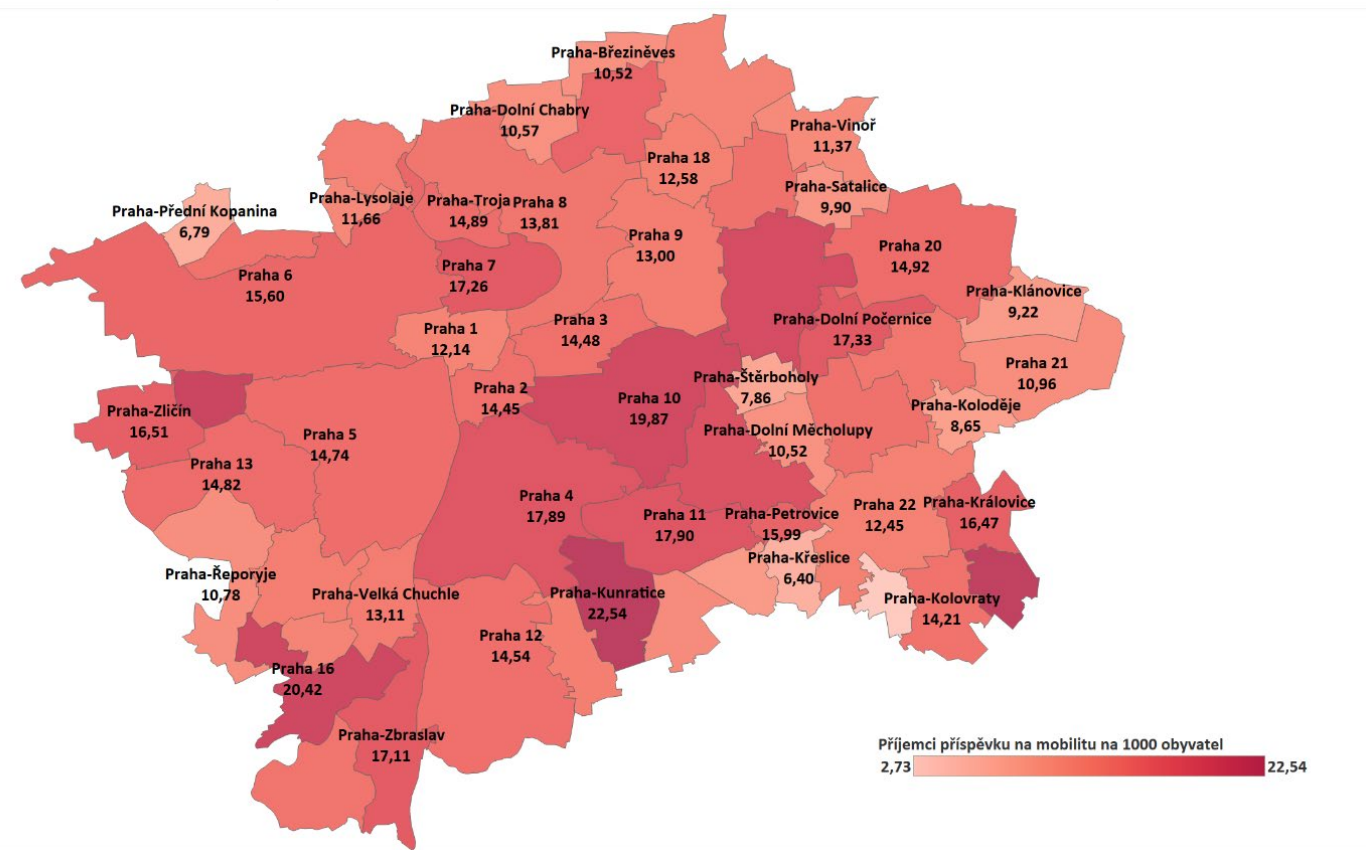 Praha-Březiněves
10,52
Praha-Dolní Chabry
10,57
Praha-Vinoř
11,37
Praha 18
12,58
Praha-Satalice
9,90
Praha-Lysolaje
11,66
Praha-Troja
14,89
Praha 8
13,81
Praha-Přední Kopanina
6,79
Praha 9
13,00
Praha 20
14,92
Praha 6
15,60
Praha 7
17,26
Praha-Klánovice
9,22
Praha 1
12,14
Praha 3
14,48
Praha-Dolní Počernice
17,33
Praha 21
10,96
Praha-Štěrboholy
7,86
Praha 2
14,45
Praha 10
19,87
Praha-Koloděje
8,65
Praha-Zličín
16,51
Praha 5
14,74
Praha-Dolní Měcholupy
10,52
Praha 13
14,82
Praha 4
17,89
Praha 11
17,90
Praha-Petrovice
15,99
Praha 22
12,45
Praha-Královice
16,47
Praha-Křeslice
6,40
Praha-Řeporyje
10,78
Praha-Velká Chuchle
13,11
Praha-Kunratice
22,54
Praha-Kolovraty
14,21
Praha 12
14,54
Praha 16
20,42
Praha-Zbraslav
17,11
Příjemci příspěvku na mobilitu na 1000 obyvatel
2,73 22,54